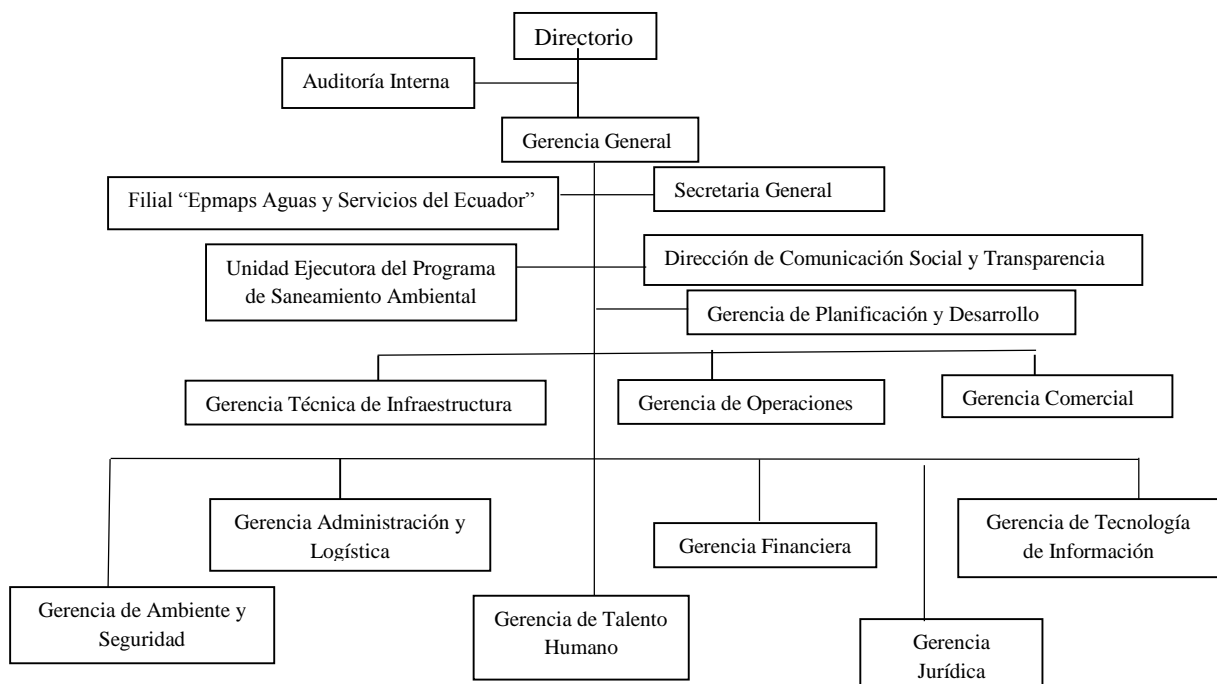 Directorio
Auditoría Interna
Gerencia General
Filial “Epmaps Aguas y Servicios del Ecuador”
Secretaria General
Unidad Ejecutora del Programa
de Saneamiento Ambiental
Dirección de Comunicación Social y Transparencia
Gerencia de Planificación y Desarrollo
Gerencia Técnica de Infraestructura
Gerencia de Operaciones
Gerencia Comercial
Gerencia Administración y
Logística
Gerencia Financiera
Gerencia de Tecnología
de Información
Gerencia de Ambiente y
Seguridad
Gerencia de Talento
Humano
Gerencia
Jurídica